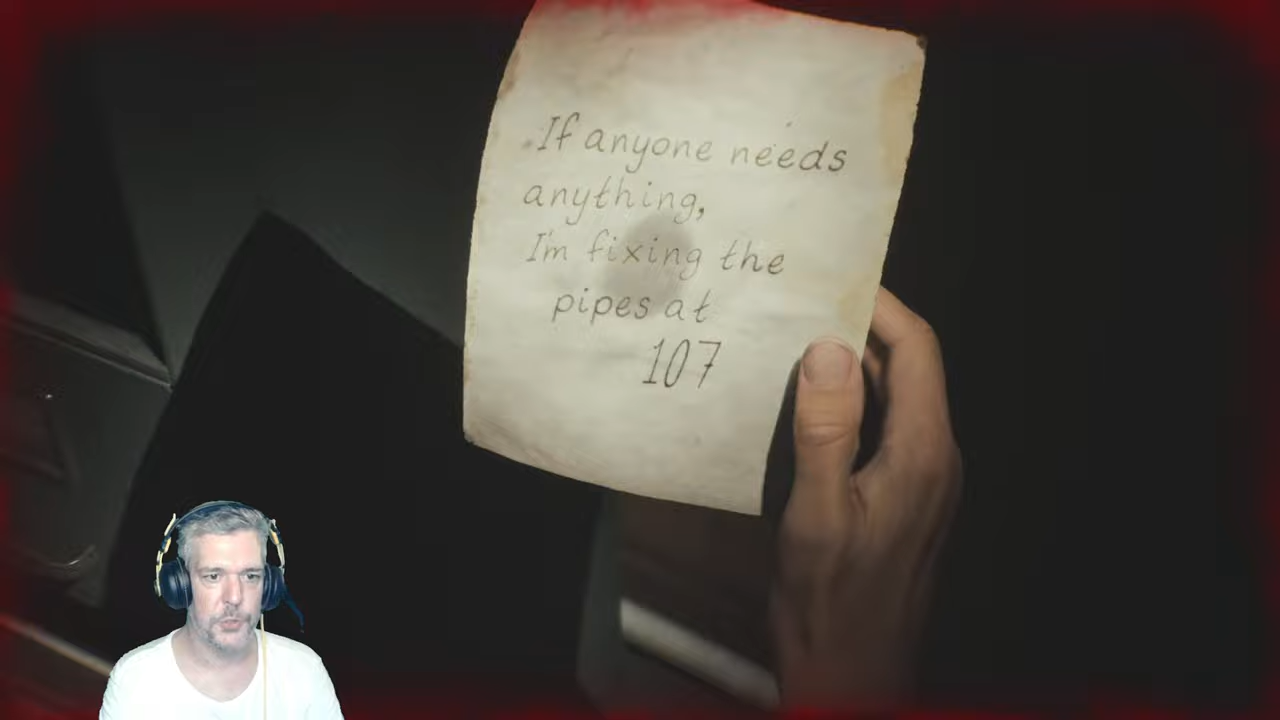 If anyone needs
anything,
I'm fixing the
pipes at
107